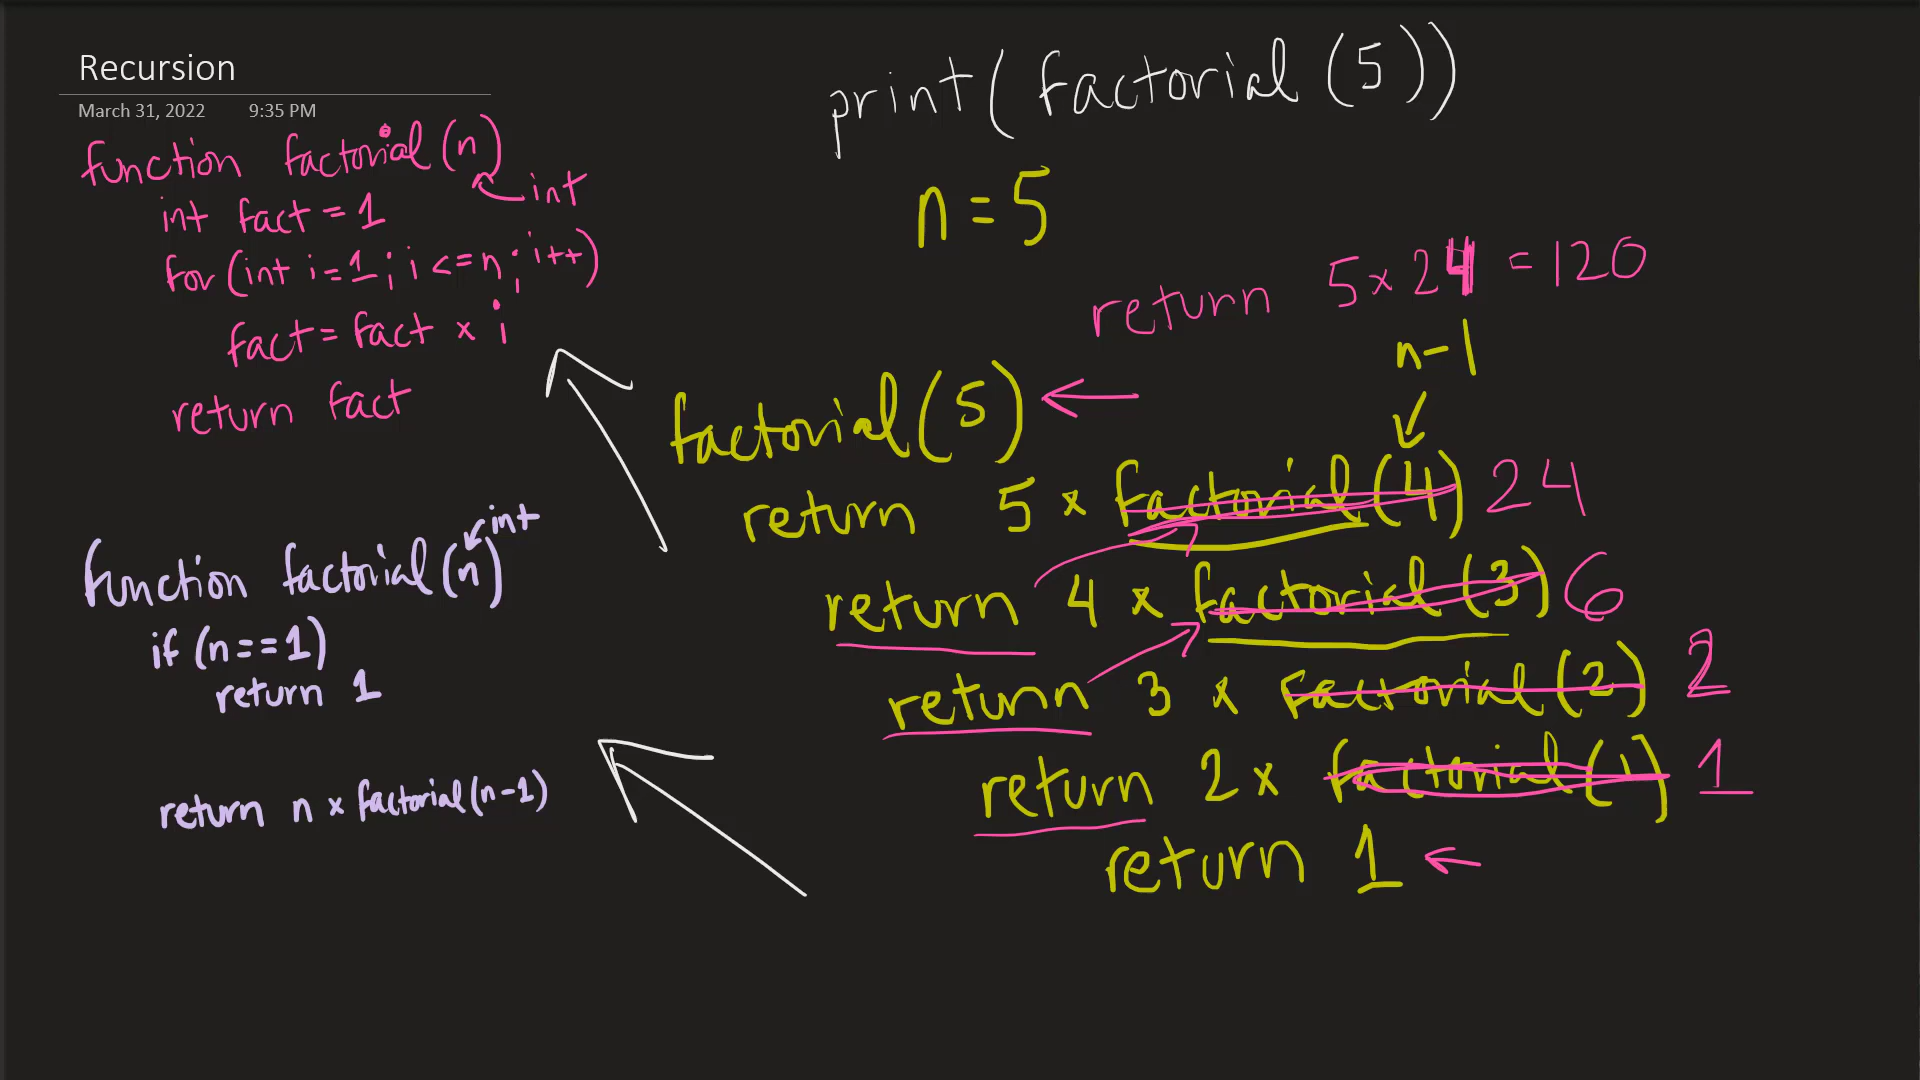 Recursion
March 31, 2022 9:35 PM
function factorial (n)
int
int fact = 1
for (int i = 1; i <= n; i++)
fact = fact x i
return fact
int
function factorial (n)
if (n == 1)
return 1
return n x factorial (n-1)
print( factorial (5))
n = 5
return 5 x 24 = 120
n-1
factorial (5)
return 5 x factorial (4) 24
return 4 x factorial (3) 6
return 3 x factorial (2) 2
return 2 x factorial (1) 1
return 1